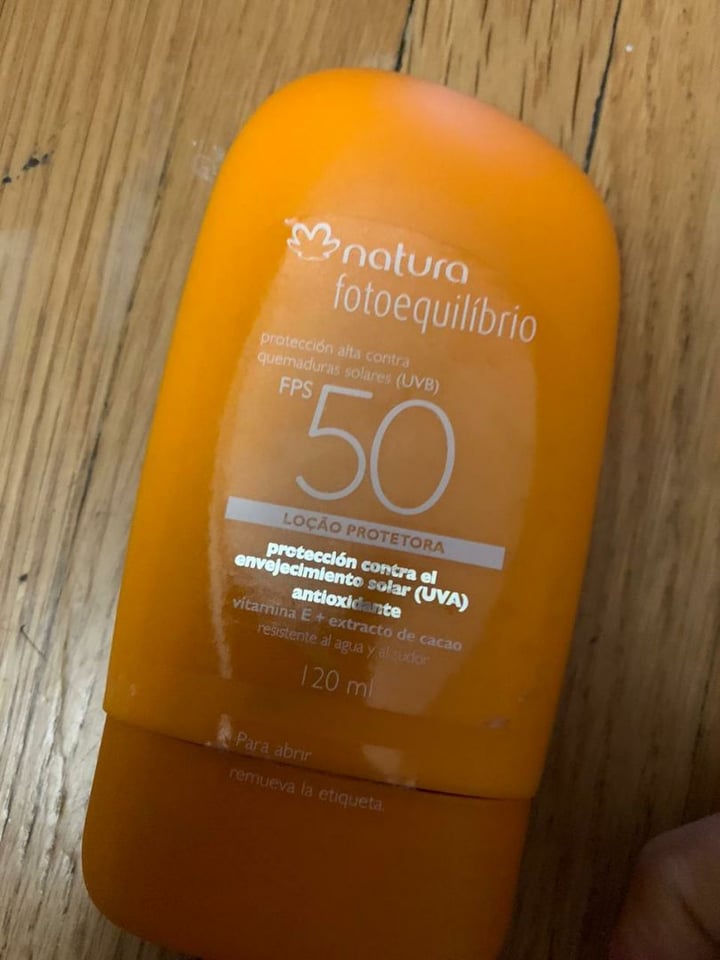 natura
fotoequilíbrio
protección alta contra
quemaduras solares (UVB)
FPS
50
LOÇÃO PROTETORA
protección contra el
envejecimiento solar (UVA)
antioxidante
vitamina E + extracto de cacao
resistente al agua y al sudor
120 ml
Para abrir
remueva la etiqueta.